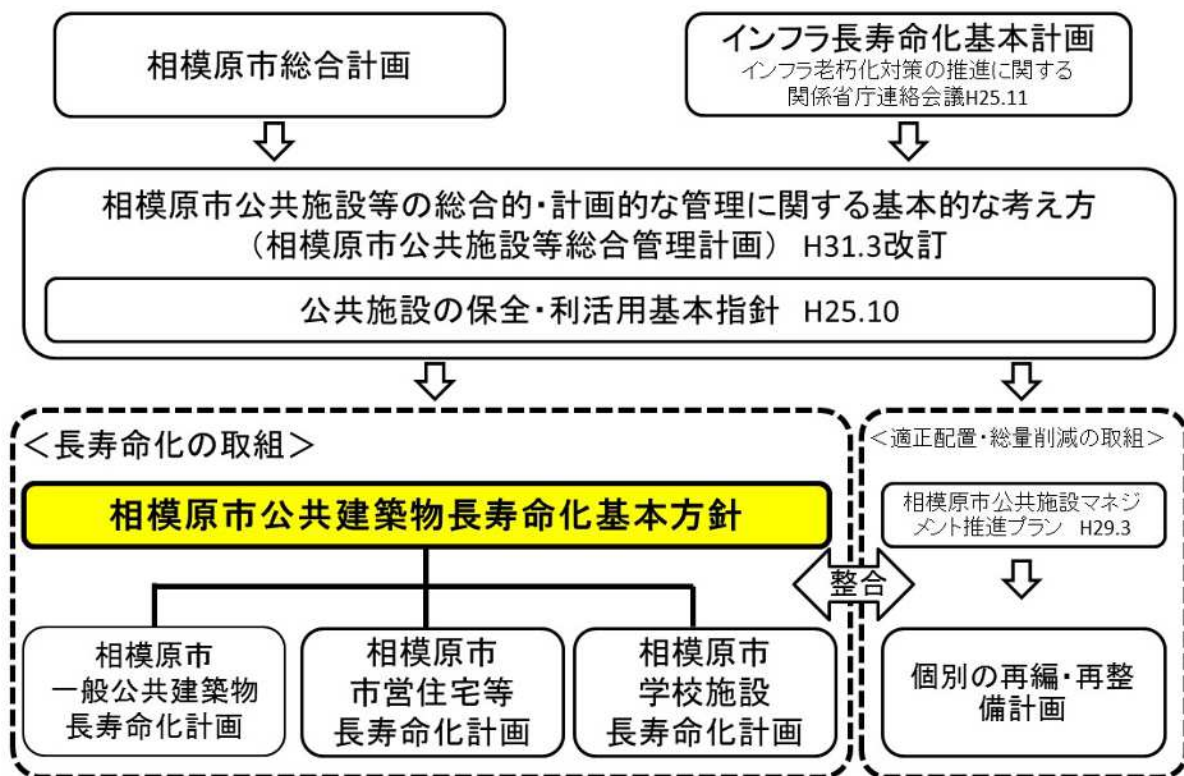 相模原市総合計画
インフラ長寿命化基本計画
インフラ老朽化対策の推進に関する
関係省庁連絡会議H25.11
相模原市公共施設等の総合的・計画的な管理に関する基本的な考え方
（相模原市公共施設等総合管理計画） H31.3改訂
公共施設の保全・利活用基本指針 H25.10
＜長寿命化の取組＞
相模原市公共建築物長寿命化基本方針
相模原市
一般公共建築物
長寿命化計画
相模原市
市営住宅等
長寿命化計画
相模原市
学校施設
長寿命化計画
整合
＜適正配置・総量削減の取組＞
相模原市公共施設マネジ
メント推進プラン H29.3
個別の再編・再整
備計画